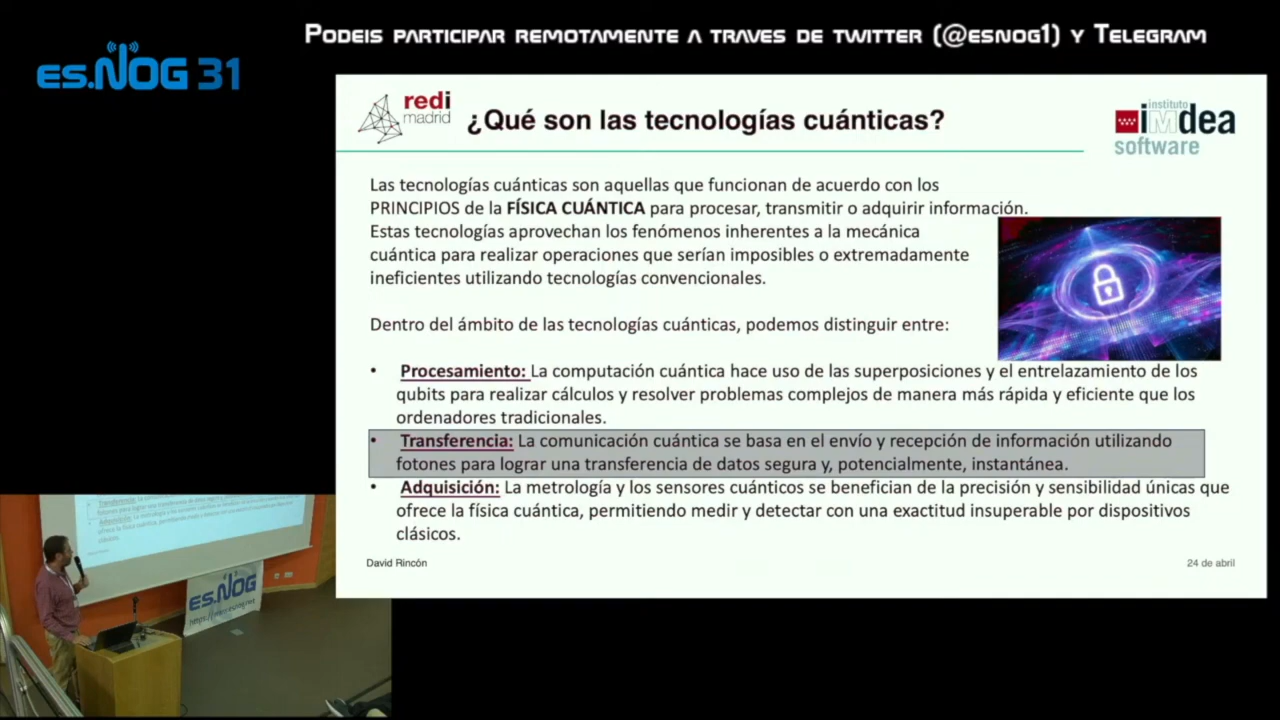 PODEIS PARTICIPAR REMOTAMENTE A TRAVES DE TWITTER (@ESNOG1) Y TELEGRAM
es.NOG 31
redi
madrid
¿Qué son las tecnologías cuánticas?
instituto
iMdea
software
Las tecnologías cuánticas son aquellas que funcionan de acuerdo con los
PRINCIPIOS de la FÍSICA CUÁNTICA para procesar, transmitir o adquirir información.
Estas tecnologías aprovechan los fenómenos inherentes a la mecánica
cuántica para realizar operaciones que serían imposibles o extremadamente
ineficientes utilizando tecnologías convencionales.
Dentro del ámbito de las tecnologías cuánticas, podemos distinguir entre:
• Procesamiento: La computación cuántica hace uso de las superposiciones y el entrelazamiento de los
qubits para realizar cálculos y resolver problemas complejos de manera más rápida y eficiente que los
ordenadores tradicionales.
• Transferencia: La comunicación cuántica se basa en el envío y recepción de información utilizando
fotones para lograr una transferencia de datos segura y, potencialmente, instantánea.
• Adquisición: La metrología y los sensores cuánticos se benefician de la precisión y sensibilidad únicas que
ofrece la física cuántica, permitiendo medir y detectar con una exactitud insuperable por dispositivos
clásicos.
David Rincón
24 de abril
es.NOG